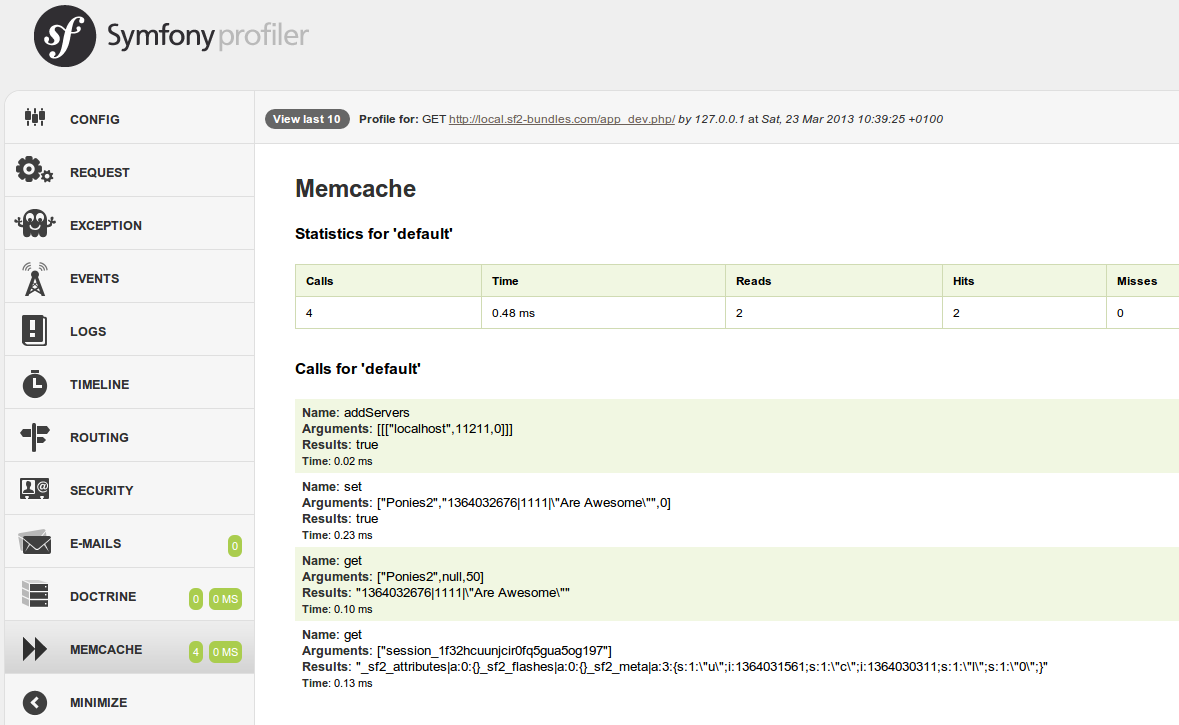 sf Symfony profiler
CONFIG
REQUEST
EXCEPTION
EVENTS
LOGS
TIMELINE
ROUTING
SECURITY
E-MAILS 0
DOCTRINE 0 0 MS
MEMCACHE 4 0 MS
MINIMIZE
View last 10 Profile for: GET http://local.sf2-bundles.com/app_dev.php/ by 127.0.0.1 at Sat, 23 Mar 2013 10:39:25 +0100
Memcache
Statistics for 'default'
Calls Time Reads Hits Misses
4 0.48 ms 2 2 0
Calls for 'default'
Name: addServers
Arguments: [[["localhost",11211,0]]]
Results: true
Time: 0.02 ms
Name: set
Arguments: ["Ponies2","1364032676|1111|\"Are Awesome\"",0]
Results: true
Time: 0.23 ms
Name: get
Arguments: ["Ponies2",null,50]
Results: "1364032676|1111|\"Are Awesome\""
Time: 0.10 ms
Name: get
Arguments: ["session_1f32hcuunjcir0fq5gua5og197"]
Results: "_sf2_attributes|a:0:{}_sf2_flashes|a:0:{}_sf2_meta|a:3:{s:1:\"u\";i:1364031561;s:1:\"c\";i:1364030311;s:1:\"l\";s:1:\"0\";}"
Time: 0.13 ms